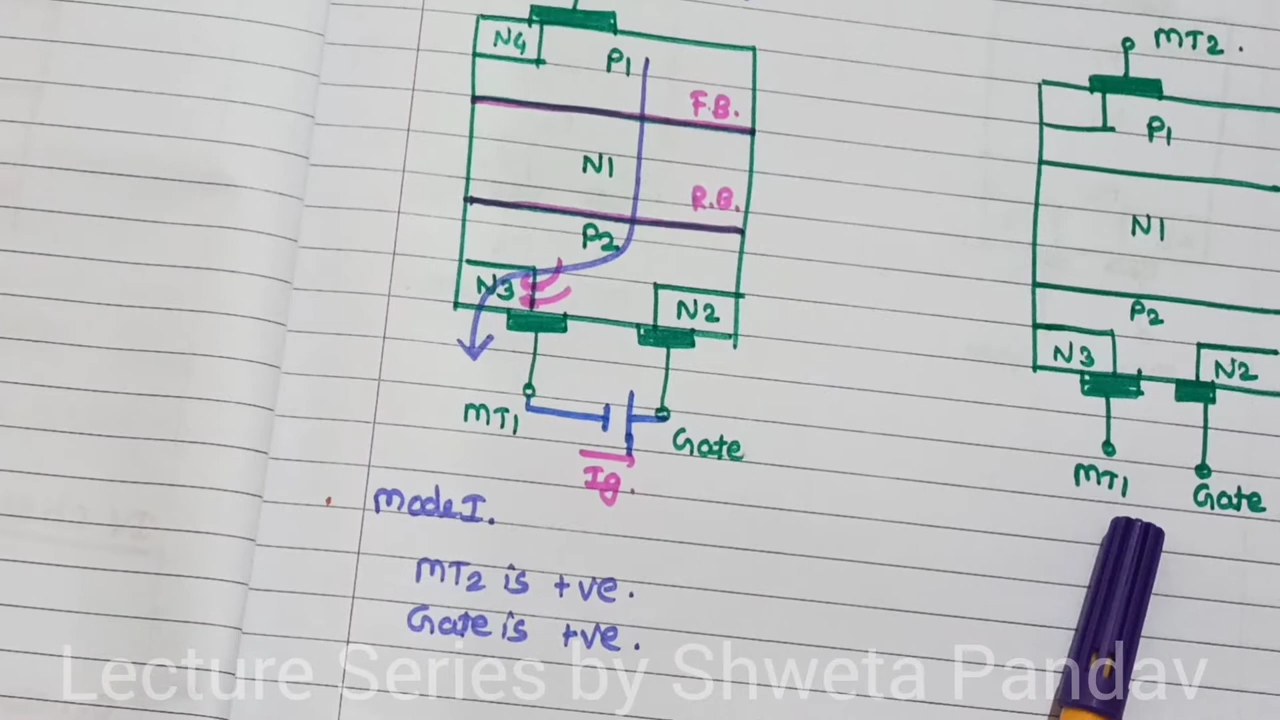 N4
P1
F.B.
N1
R.B.
P2
N3
N2
MT1
Gate
Ig.
Mode I.
MT2 is +ve.
Gate is +ve.
MT2.
P1
N1
P2
N3
N2
MT1
Gate
Lecture Series by Shweta Pandav